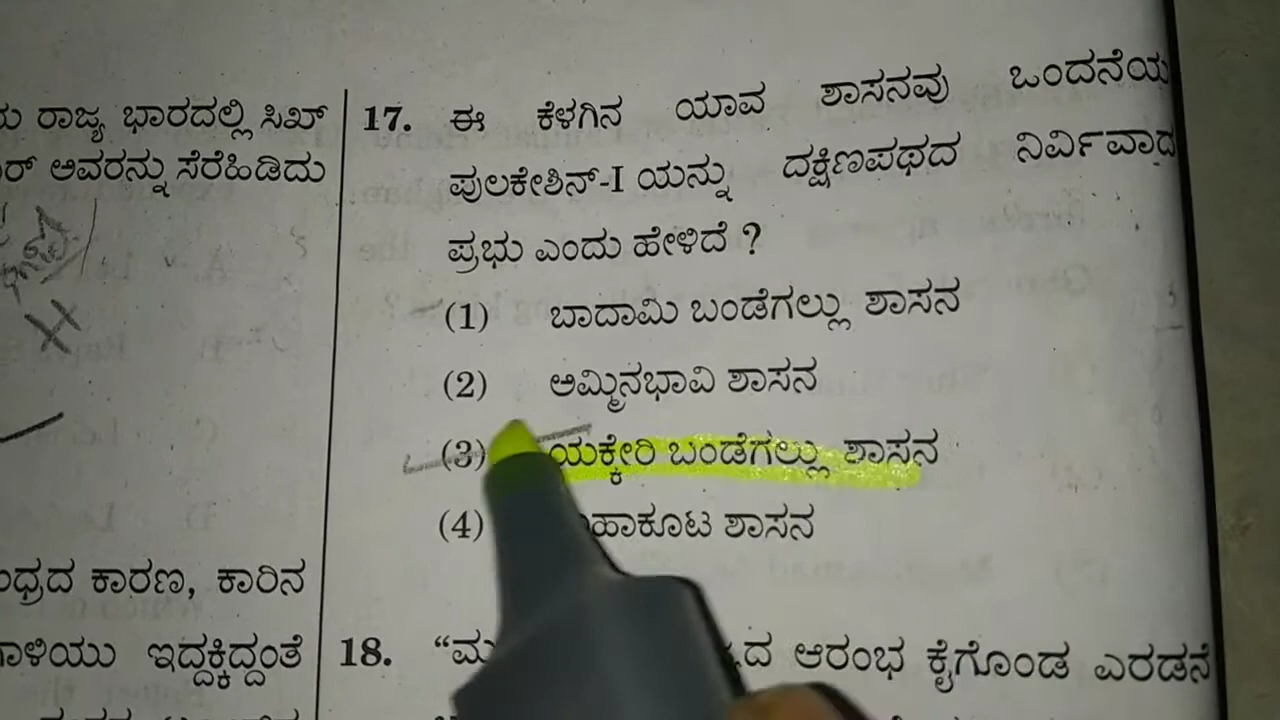 ರಾಜ್ಯ ಭಾರದಲ್ಲಿ ಸಿಖ್
ಅವರನ್ನು ಸೆರೆಹಿಡಿದು
ಕಾರಣ, ಕಾರಿನ
ಇದ್ದಕ್ಕಿದ್ದಂತೆ
17. ಈ ಕೆಳಗಿನ ಯಾವ ಶಾಸನವು ಒಂದನೆಯ
ಪುಲಕೇಶಿನ್-I ಯನ್ನು ದಕ್ಷಿಣಪಥದ ನಿರ್ವಿವಾದ
ಪ್ರಭು ಎಂದು ಹೇಳಿದೆ ?
(1) ಬಾದಾಮಿ ಬಂಡೆಗಲ್ಲು ಶಾಸನ
(2) ಅಮ್ಮಿನಭಾವಿ ಶಾಸನ
(3) ಯಕ್ಕೇರಿ ಬಂಡೆಗಲ್ಲು ಶಾಸನ
(4) ಶಾಸನ
18. ಆರಂಭ ಕೈಗೊಂಡ ಎರಡನೆ